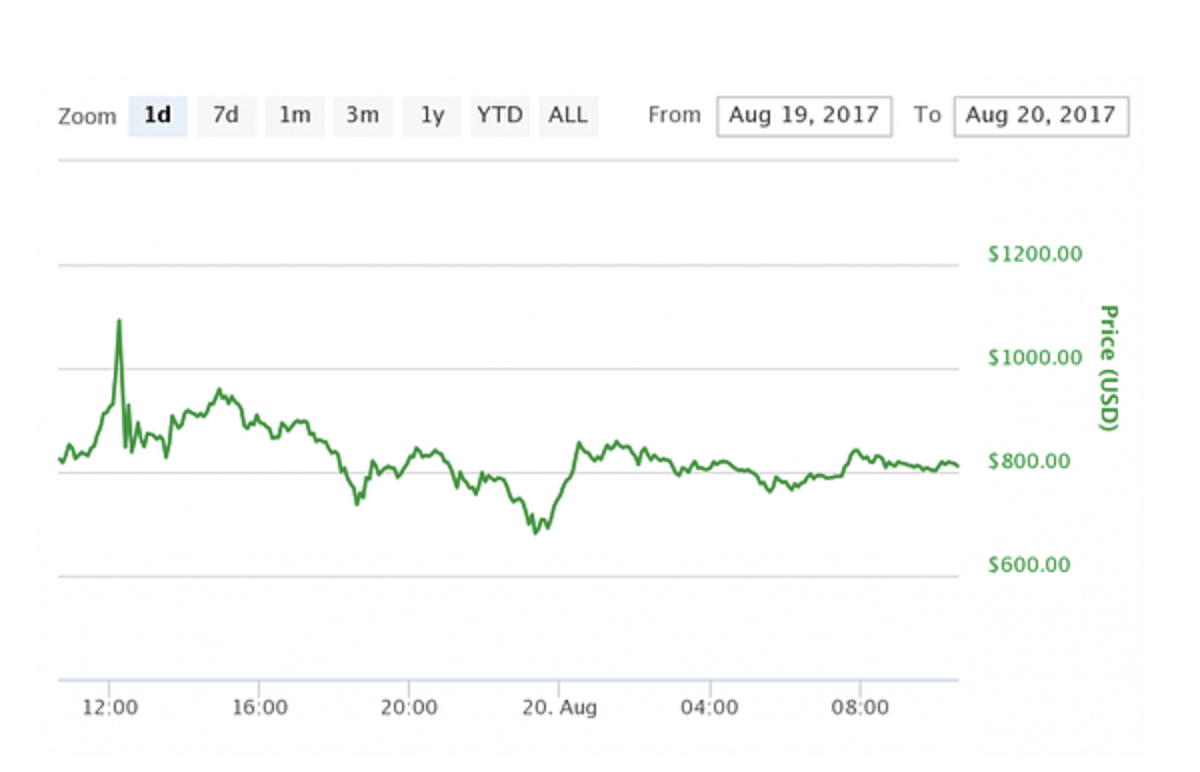 Zoom 1d 7d 1m 3m 1y YTD ALL From Aug 19, 2017 To Aug 20, 2017
$1200.00
$1000.00
$800.00
$600.00
Price (USD)
12:00 16:00 20:00 20. Aug 04:00 08:00